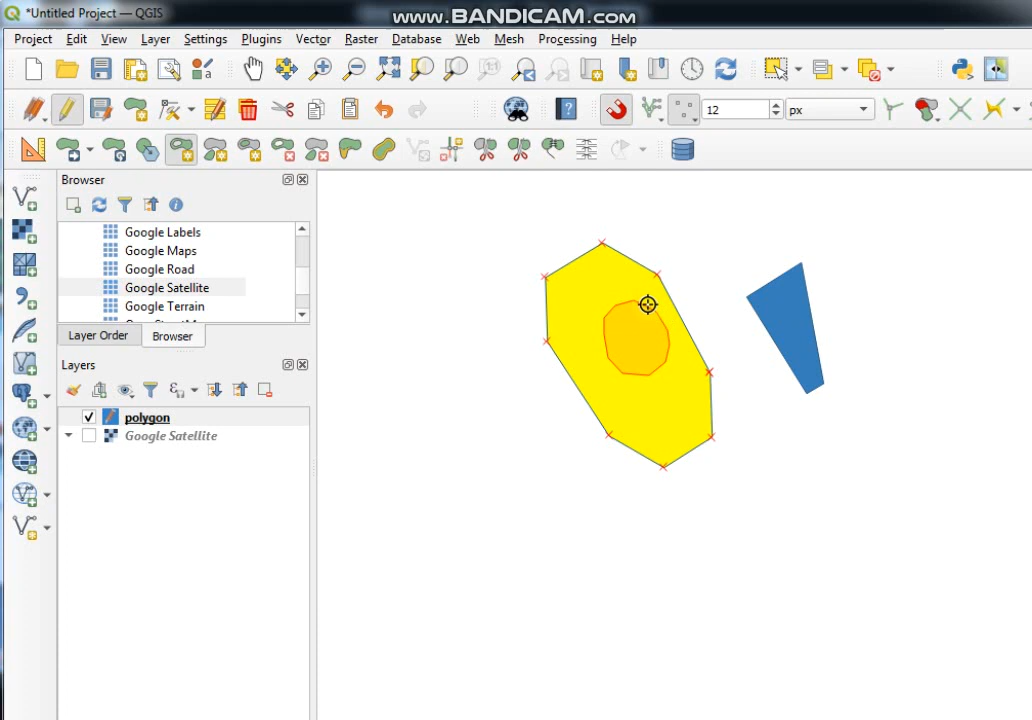 *Untitled Project — QGIS
www.BANDICAM.com
Project Edit View Layer Settings Plugins Vector Raster Database Web Mesh Processing Help
12 px
Browser
Google Labels
Google Maps
Google Road
Google Satellite
Google Terrain
Layer Order Browser
Layers
polygon
Google Satellite